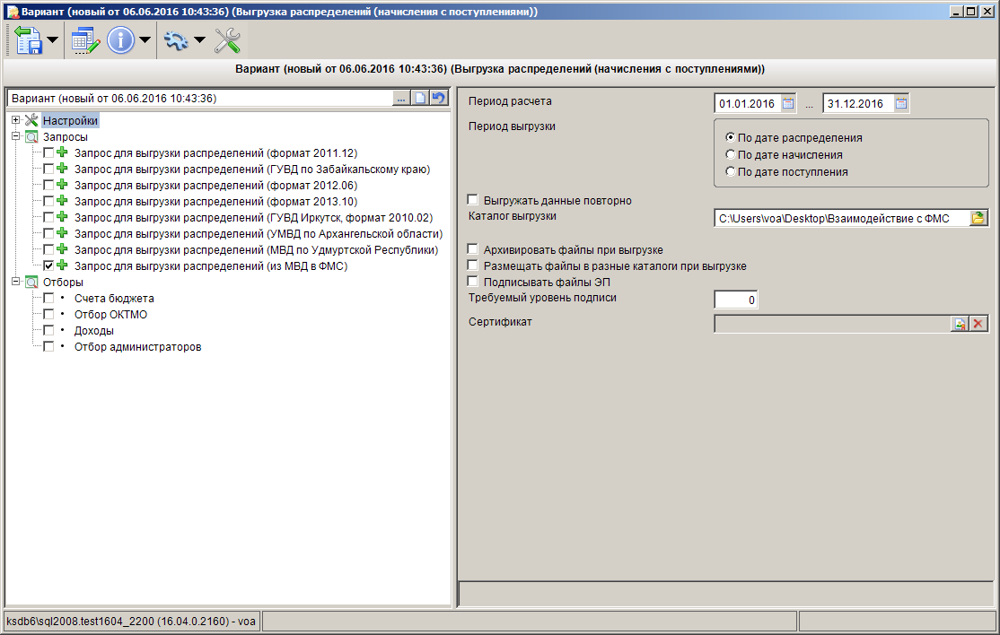 Вариант (новый от 06.06.2016 10:43:36) (Выгрузка распределений (начисления с поступлениями))
Вариант (новый от 06.06.2016 10:43:36) (Выгрузка распределений (начисления с поступлениями))
Вариант (новый от 06.06.2016 10:43:36)
...
Настройки
Запросы
Запрос для выгрузки распределений (формат 2011.12)
Запрос для выгрузки распределений (ГУВД по Забайкальскому краю)
Запрос для выгрузки распределений (формат 2012.06)
Запрос для выгрузки распределений (формат 2013.10)
Запрос для выгрузки распределений (ГУВД Иркутск, формат 2010.02)
Запрос для выгрузки распределений (УМВД по Архангельской области)
Запрос для выгрузки распределений (МВД по Удмуртской Республики)
Запрос для выгрузки распределений (из МВД в ФМС)
Отборы
Счета бюджета
Отбор ОКТМО
Доходы
Отбор администраторов
Период расчета 01.01.2016 ... 31.12.2016
Период выгрузки
По дате распределения
По дате начисления
По дате поступления
Выгружать данные повторно
Каталог выгрузки C:\Users\voa\Desktop\Взаимодействие с ФМС
Архивировать файлы при выгрузке
Размещать файлы в разные каталоги при выгрузке
Подписывать файлы ЭП
Требуемый уровень подписи 0
Сертификат
ksdb6\sql2008.test1604_2200 (16.04.0.2160) - voa